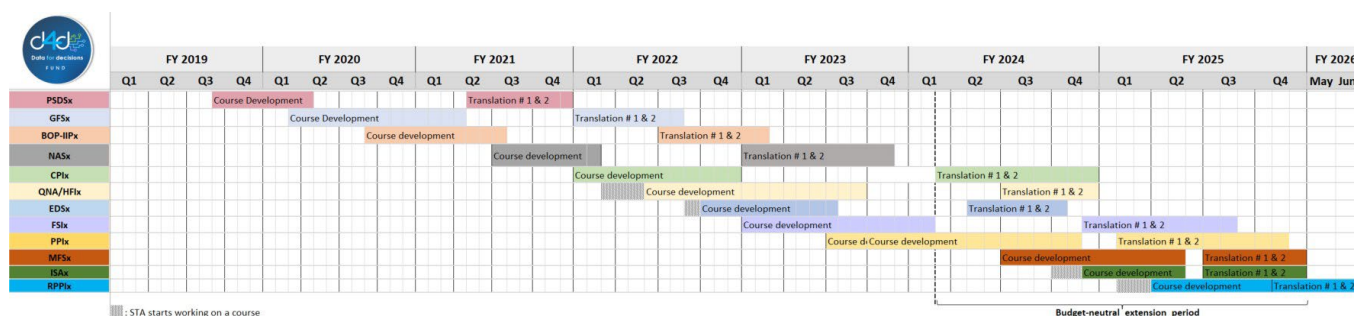 d4d
Data for decisions
FUND
FY 2019 FY 2020 FY 2021 FY 2022 FY 2023 FY 2024 FY 2025 FY 2026
Q1 Q2 Q3 Q4 Q1 Q2 Q3 Q4 Q1 Q2 Q3 Q4 Q1 Q2 Q3 Q4 Q1 Q2 Q3 Q4 Q1 Q2 Q3 Q4 Q1 Q2 Q3 Q4 May Jun
PSDSx Course Development Translation # 1 & 2
GFSx Course Development Translation # 1 & 2
BOP-IIPx Course development Translation # 1 & 2
NASx Course development Translation # 1 & 2
CPIx Course development Translation # 1 & 2
QNA/HFIx Course development Translation # 1 & 2
EDSx Course development Translation # 1 & 2
FSIx Course development Translation # 1 & 2
PPIx Course d Course development Translation # 1 & 2
MFSx Course development Translation # 1 & 2
ISAx Course development Translation # 1 & 2
RPPIx Course development Translation # 1 & 2
: STA starts working on a course Budget-neutral extension period